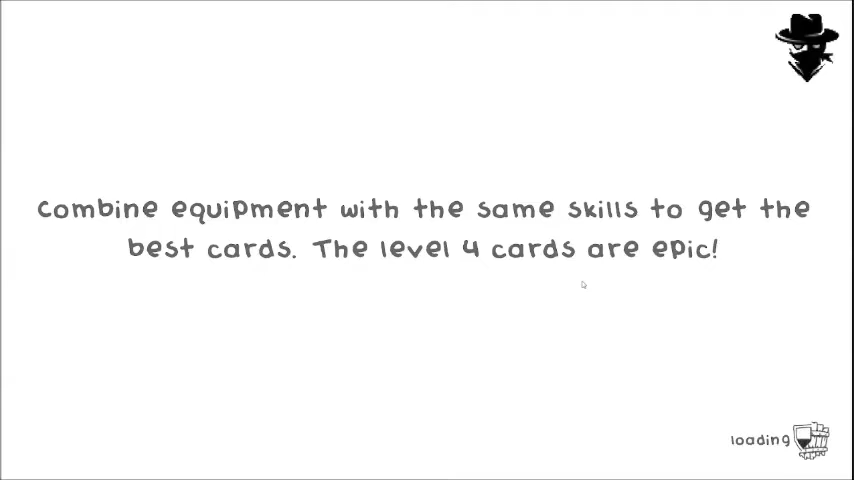 combine equipment with the same skills to get the
best cards. The level 4 cards are epic!
loading